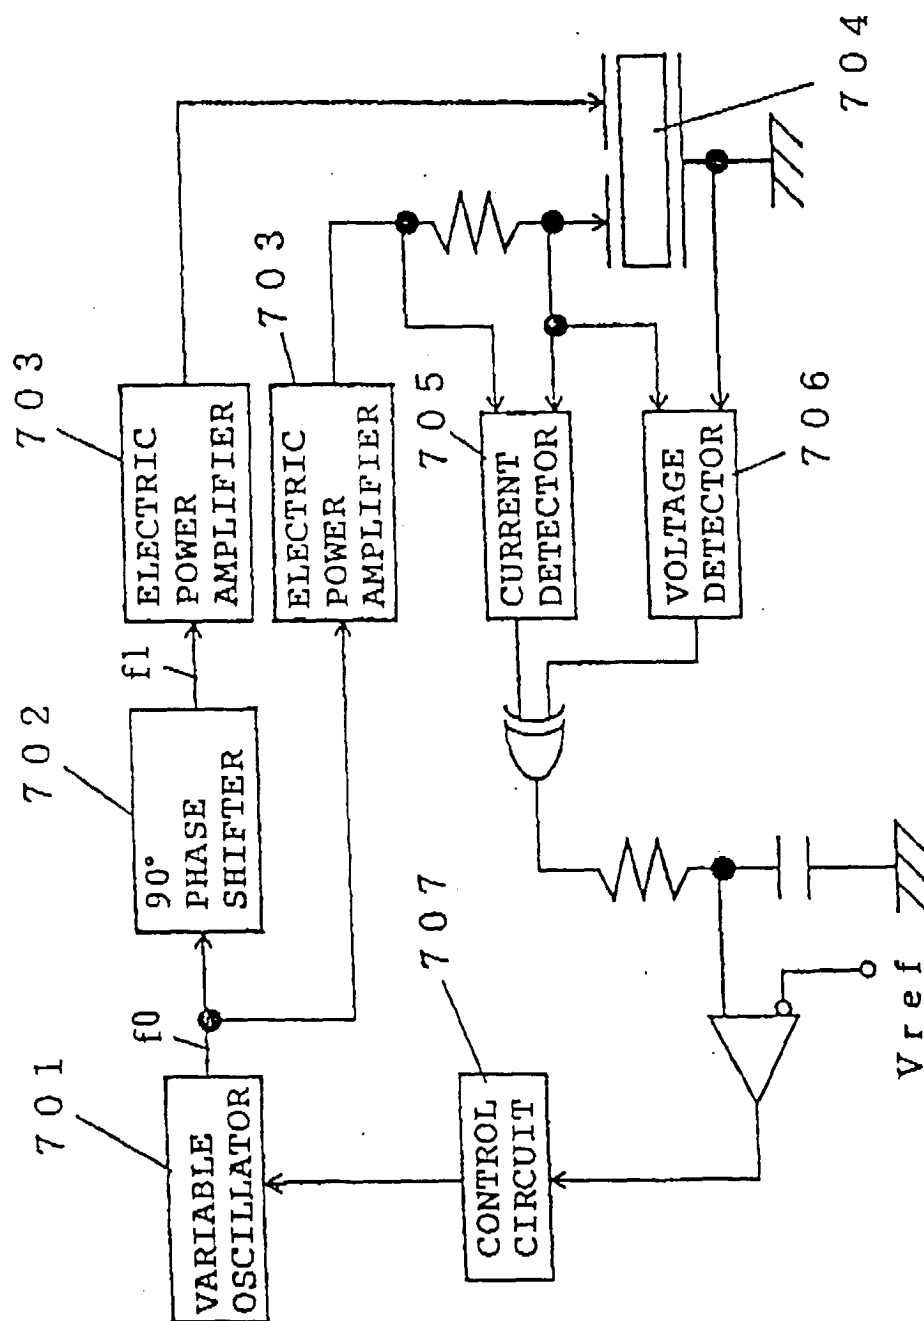 701
VARIABLE
OSCILLATOR
f0
702
90°
PHASE
SHIFTER
f1
703
ELECTRIC
POWER
AMPLIFIER
703
ELECTRIC
POWER
AMPLIFIER
704
705
CURRENT
DETECTOR
706
VOLTAGE
DETECTOR
707
CONTROL
CIRCUIT
Vref